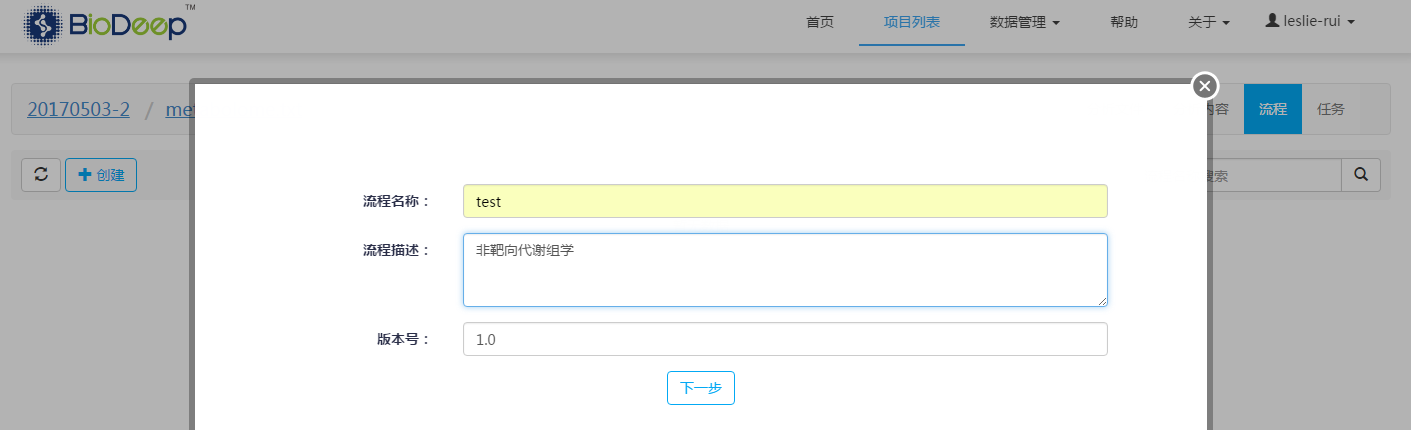 BioDeep™
首页 项目列表 数据管理 帮助 关于 leslie-rui
20170503-2 / me
内容 流程 任务
创建
搜索
流程名称：
test
流程描述：
非靶向代谢组学
版本号：
1.0
下一步